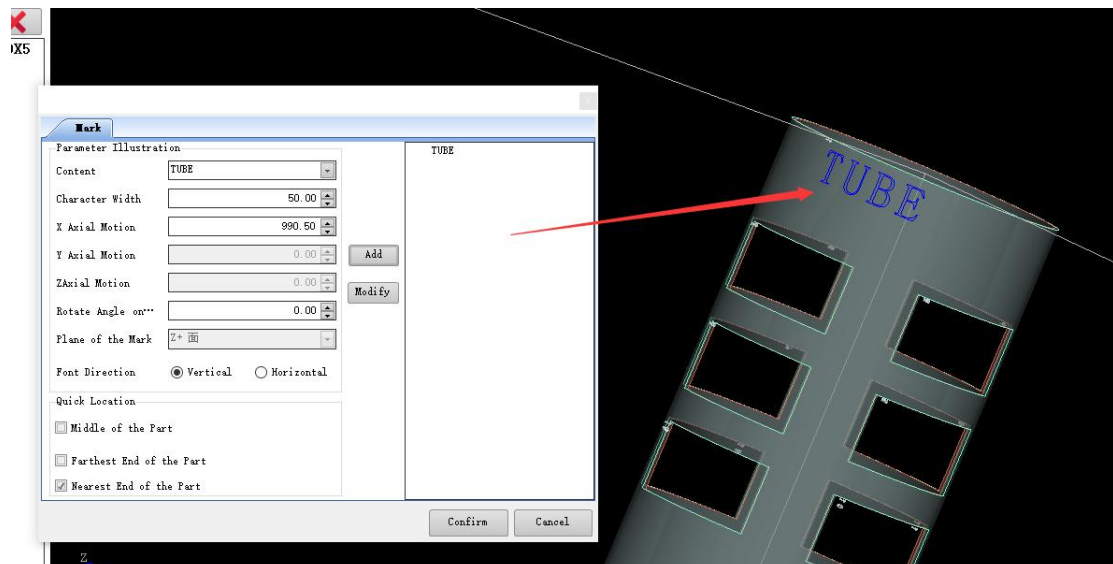 DX5
Mark
Parameter Illustration
Content TUBE
Character Width 50.00
X Axial Motion 990.50
Y Axial Motion 0.00 Add
ZAxial Motion 0.00
Modify
Rotate Angle on… 0.00
Plane of the Mark Z+ 面
Font Direction Vertical Horizontal
Quick Location
Middle of the Part
Farthest End of the Part
Nearest End of the Part
TUBE
Confirm Cancel
TUBE
Z